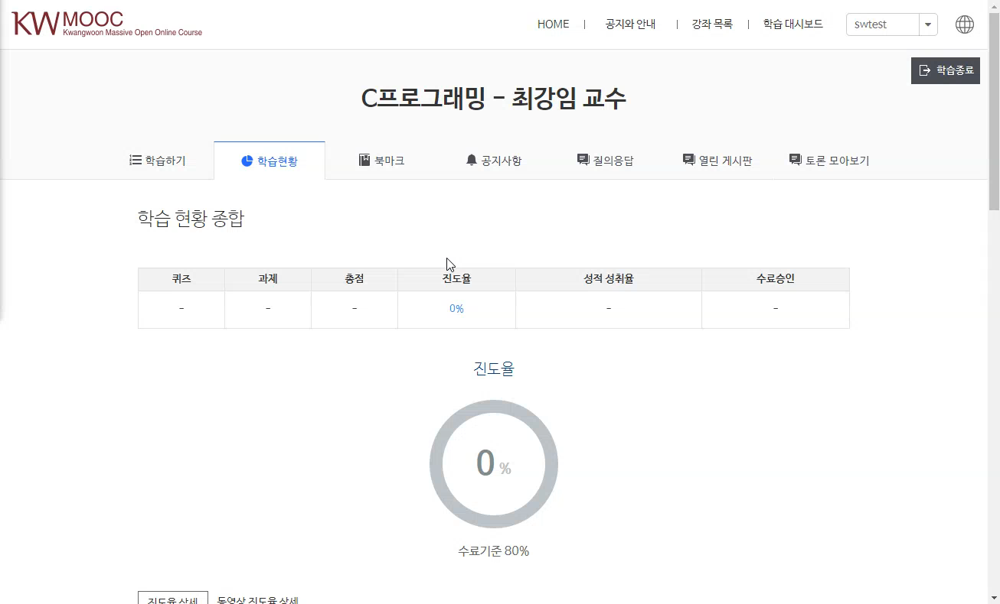 KW MOOC
Kwangwoon Massive Open Online Course
HOME | 공지와 안내 | 강좌 목록 | 학습 대시보드
swtest
학습종료
C프로그래밍 - 최강임 교수
학습하기 학습현황 북마크 공지사항 질의응답 열린 게시판 토론 모아보기
학습 현황 종합
퀴즈 과제 총점 진도율 성적 성취율 수료승인
- - - 0% - -
진도율
0 %
수료기준 80%
진도율 상세 동영상 진도율 상세